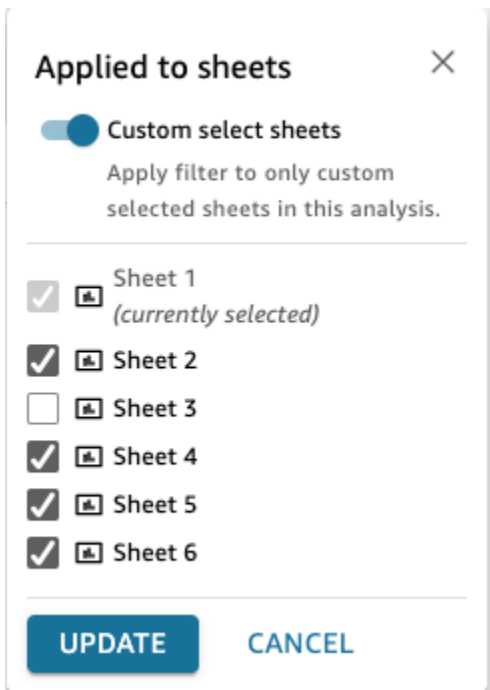 Applied to sheets
Custom select sheets
Apply filter to only custom
selected sheets in this analysis.
Sheet 1
(currently selected)
Sheet 2
Sheet 3
Sheet 4
Sheet 5
Sheet 6
UPDATE CANCEL